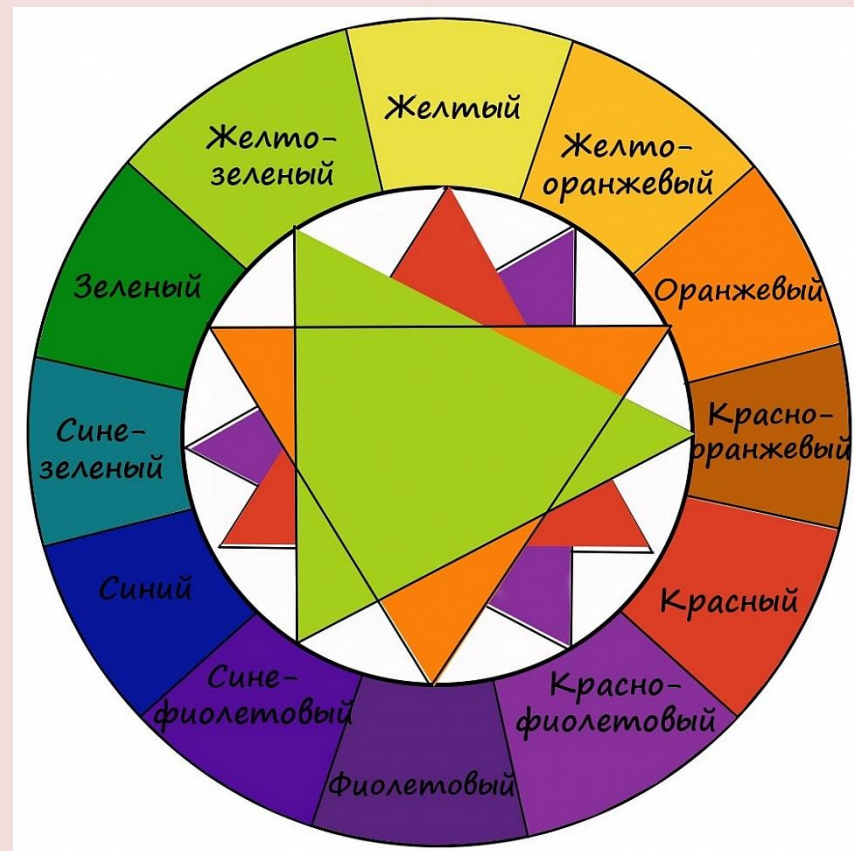 Желтый
Желто-
оранжевый
Оранжевый
Красно-
оранжевый
Красный
Красно-
фиолетовый
Фиолетовый
Сине-
фиолетовый
Синий
Сине-
зеленый
Зеленый
Желто-
зеленый